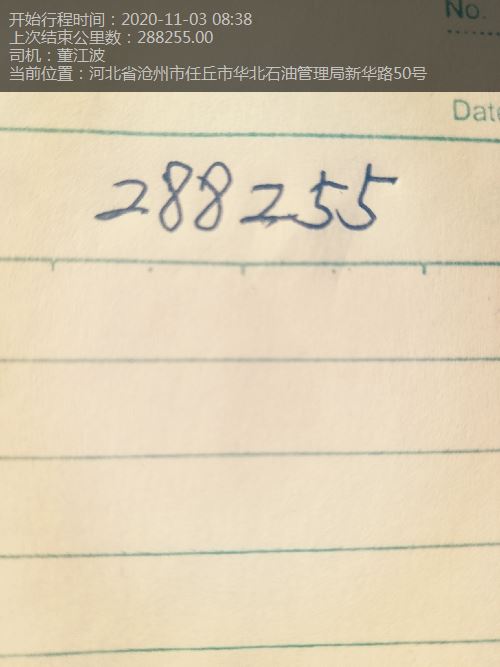 开始行程时间：2020-11-03 08:38
上次结束公里数：288255.00
司机：董江波
当前位置：河北省沧州市任丘市华北石油管理局新华路50号
No.
Date
288255